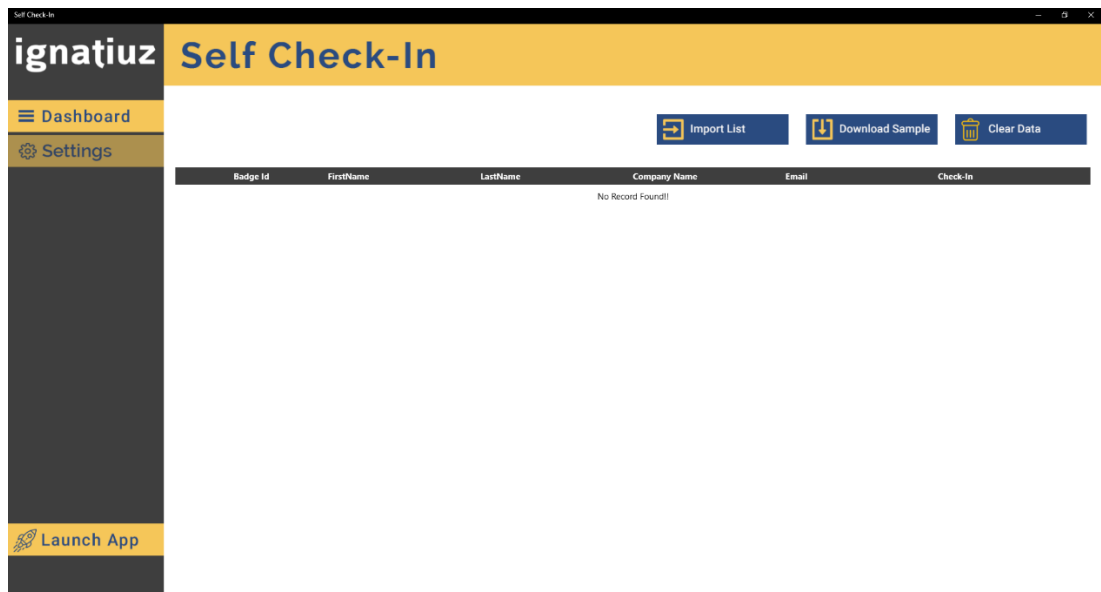 Self Check-In
ignatiuz
Self Check-In
Dashboard
Settings
Import List
Download Sample
Clear Data
Badge Id FirstName LastName Company Name Email Check-In
No Record Found!!
Launch App